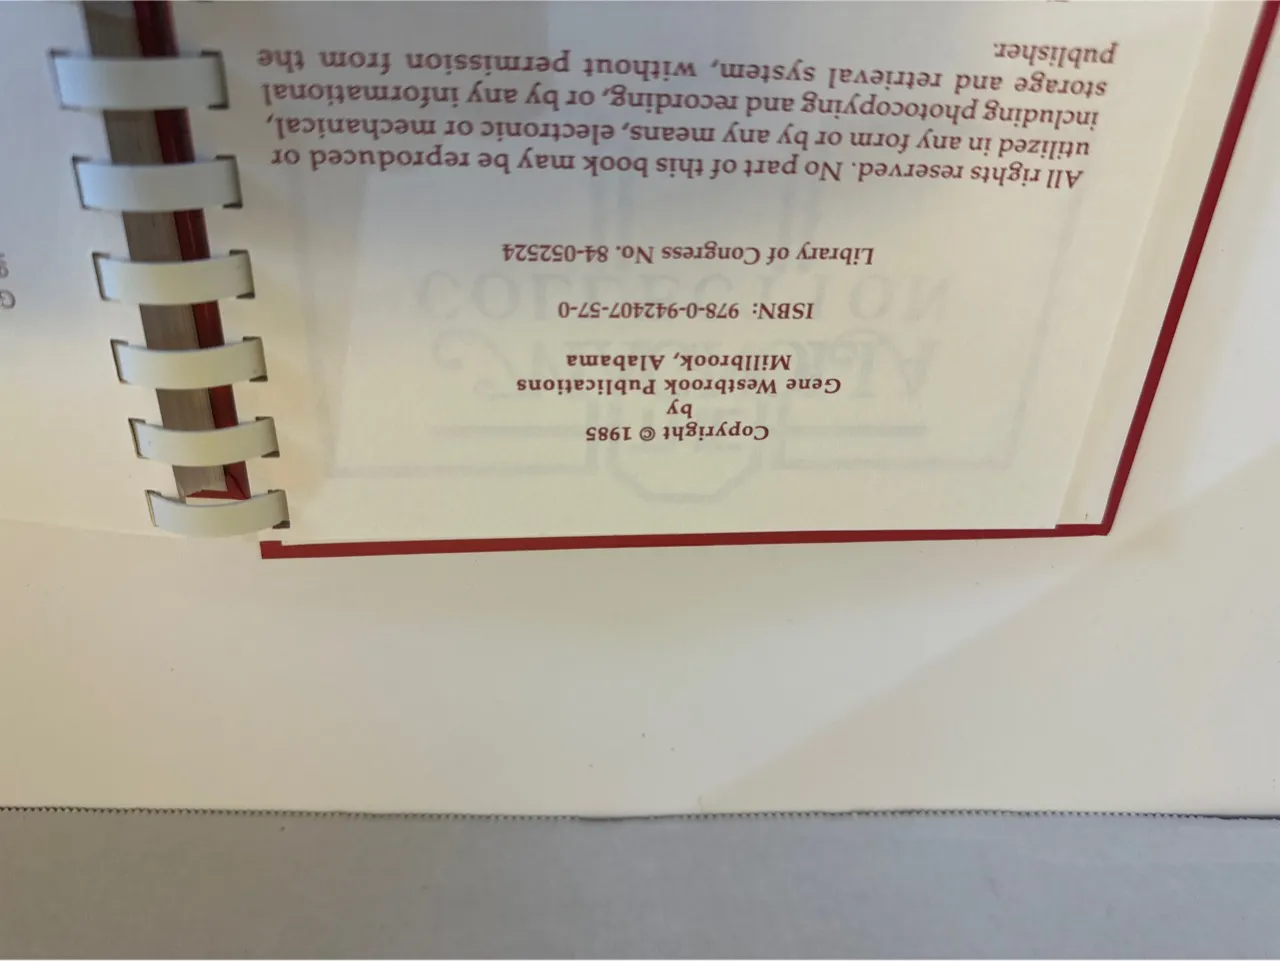 Copyright © 1985
by
Gene Westbrook Publications
Millbrook, Alabama
ISBN: 978-0-942407-57-0
Library of Congress No. 84-052524
All rights reserved. No part of this book may be reproduced or
utilized in any form or by any means, electronic or mechanical,
including photocopying and recording, or by any informational
storage and retrieval system, without permission from the
publisher.